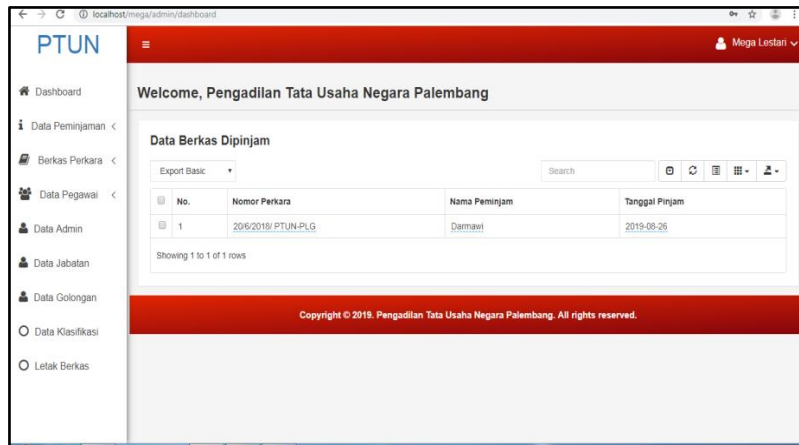 localhost/mega/admin/dashboard
PTUN
Mega Lestari
Dashboard
Data Peminjaman
Berkas Perkara
Data Pegawai
Data Admin
Data Jabatan
Data Golongan
Data Klasifikasi
Letak Berkas
Welcome, Pengadilan Tata Usaha Negara Palembang
Data Berkas Dipinjam
Export Basic
Search
No. Nomor Perkara Nama Peminjam Tanggal Pinjam
1 20/6/2018/ PTUN-PLG Darmawi 2019-08-26
Showing 1 to 1 of 1 rows
Copyright © 2019. Pengadilan Tata Usaha Negara Palembang. All rights reserved.